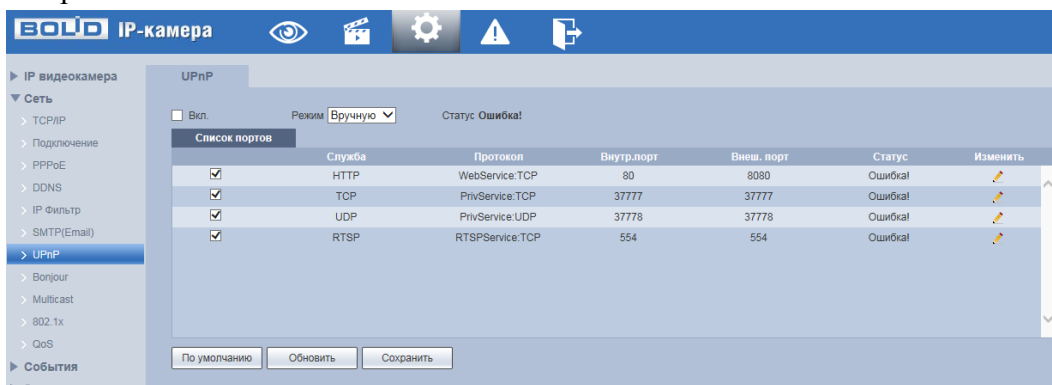 BOLID IP-камера
IP видеокамера
UPnP
Сеть
TCP/IP
Вкл. Режим Вручную Статус Ошибка!
Подключение
Список портов
PPPoE
Служба Протокол Внутр.порт Внеш. порт Статус Изменить
HTTP WebService:TCP 80 8080 Ошибка!
DDNS
TCP PrivService:TCP 37777 37777 Ошибка!
IP Фильтр
UDP PrivService:UDP 37778 37778 Ошибка!
SMTP(Email)
RTSP RTSPService:TCP 554 554 Ошибка!
UPnP
Bonjour
Multicast
802.1x
QoS
По умолчанию Обновить Сохранить
События